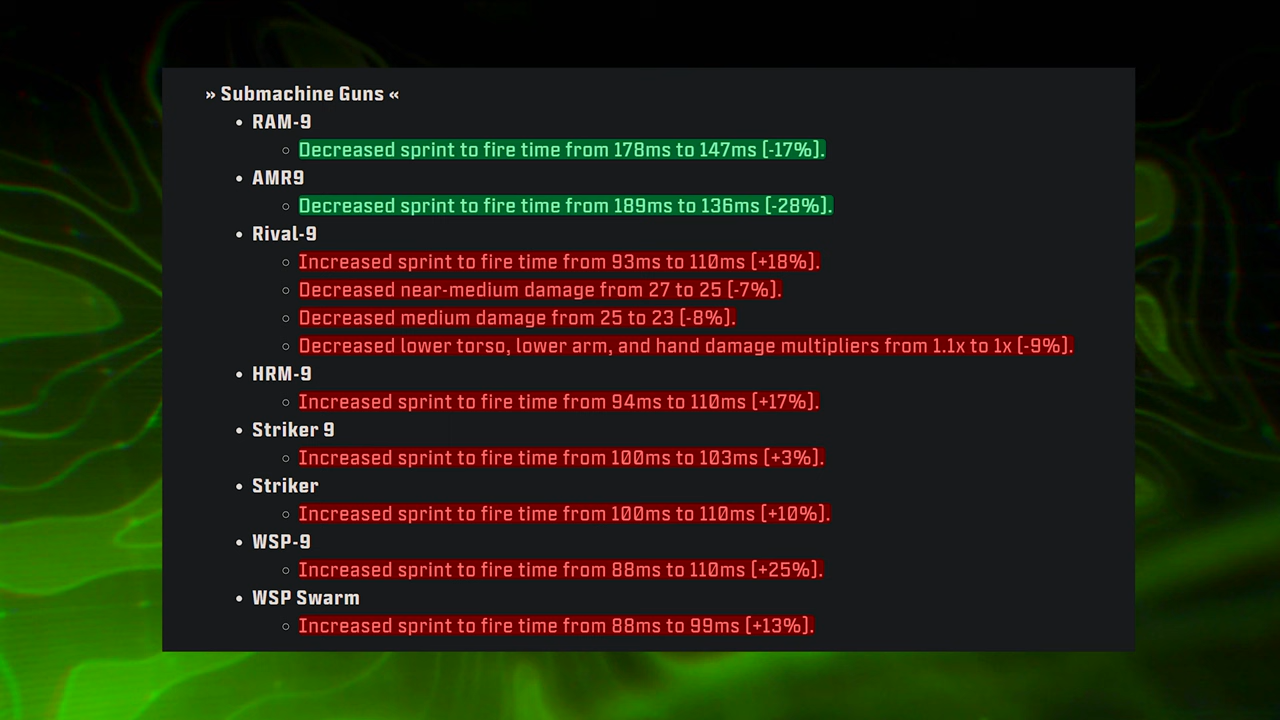 » Submachine Guns «
• RAM-9
○ Decreased sprint to fire time from 178ms to 147ms [-17%].
• AMR9
○ Decreased sprint to fire time from 189ms to 136ms [-28%].
• Rival-9
○ Increased sprint to fire time from 93ms to 110ms [+18%].
○ Decreased near-medium damage from 27 to 25 [-7%].
○ Decreased medium damage from 25 to 23 [-8%].
○ Decreased lower torso, lower arm, and hand damage multipliers from 1.1x to 1x [-9%].
• HRM-9
○ Increased sprint to fire time from 94ms to 110ms [+17%].
• Striker 9
○ Increased sprint to fire time from 100ms to 103ms [+3%].
• Striker
○ Increased sprint to fire time from 100ms to 110ms [+10%].
• WSP-9
○ Increased sprint to fire time from 88ms to 110ms [+25%].
• WSP Swarm
○ Increased sprint to fire time from 88ms to 99ms [+13%].